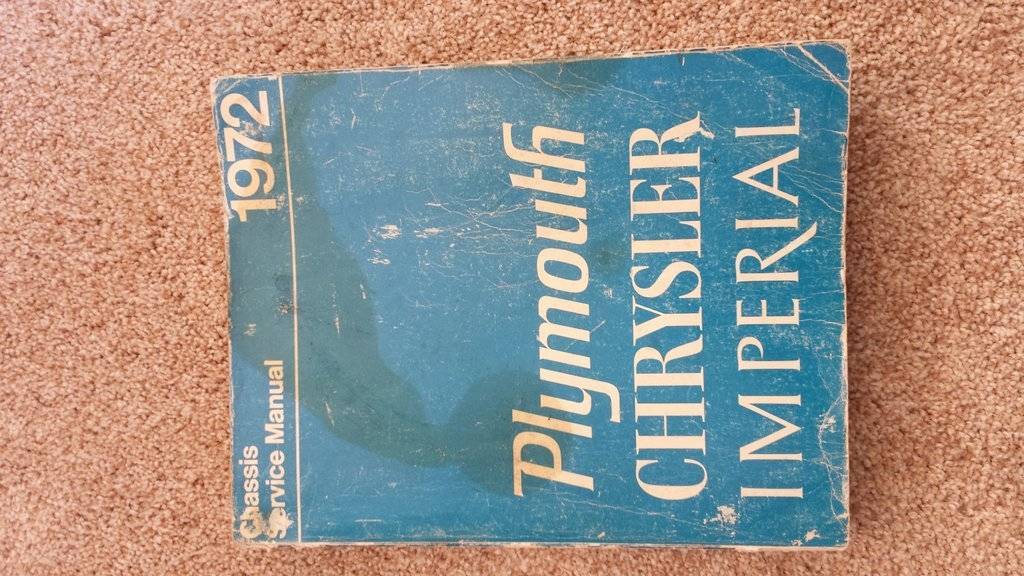 Chassis
Service Manual 1972
Plymouth
CHRYSLER
IMPERIAL